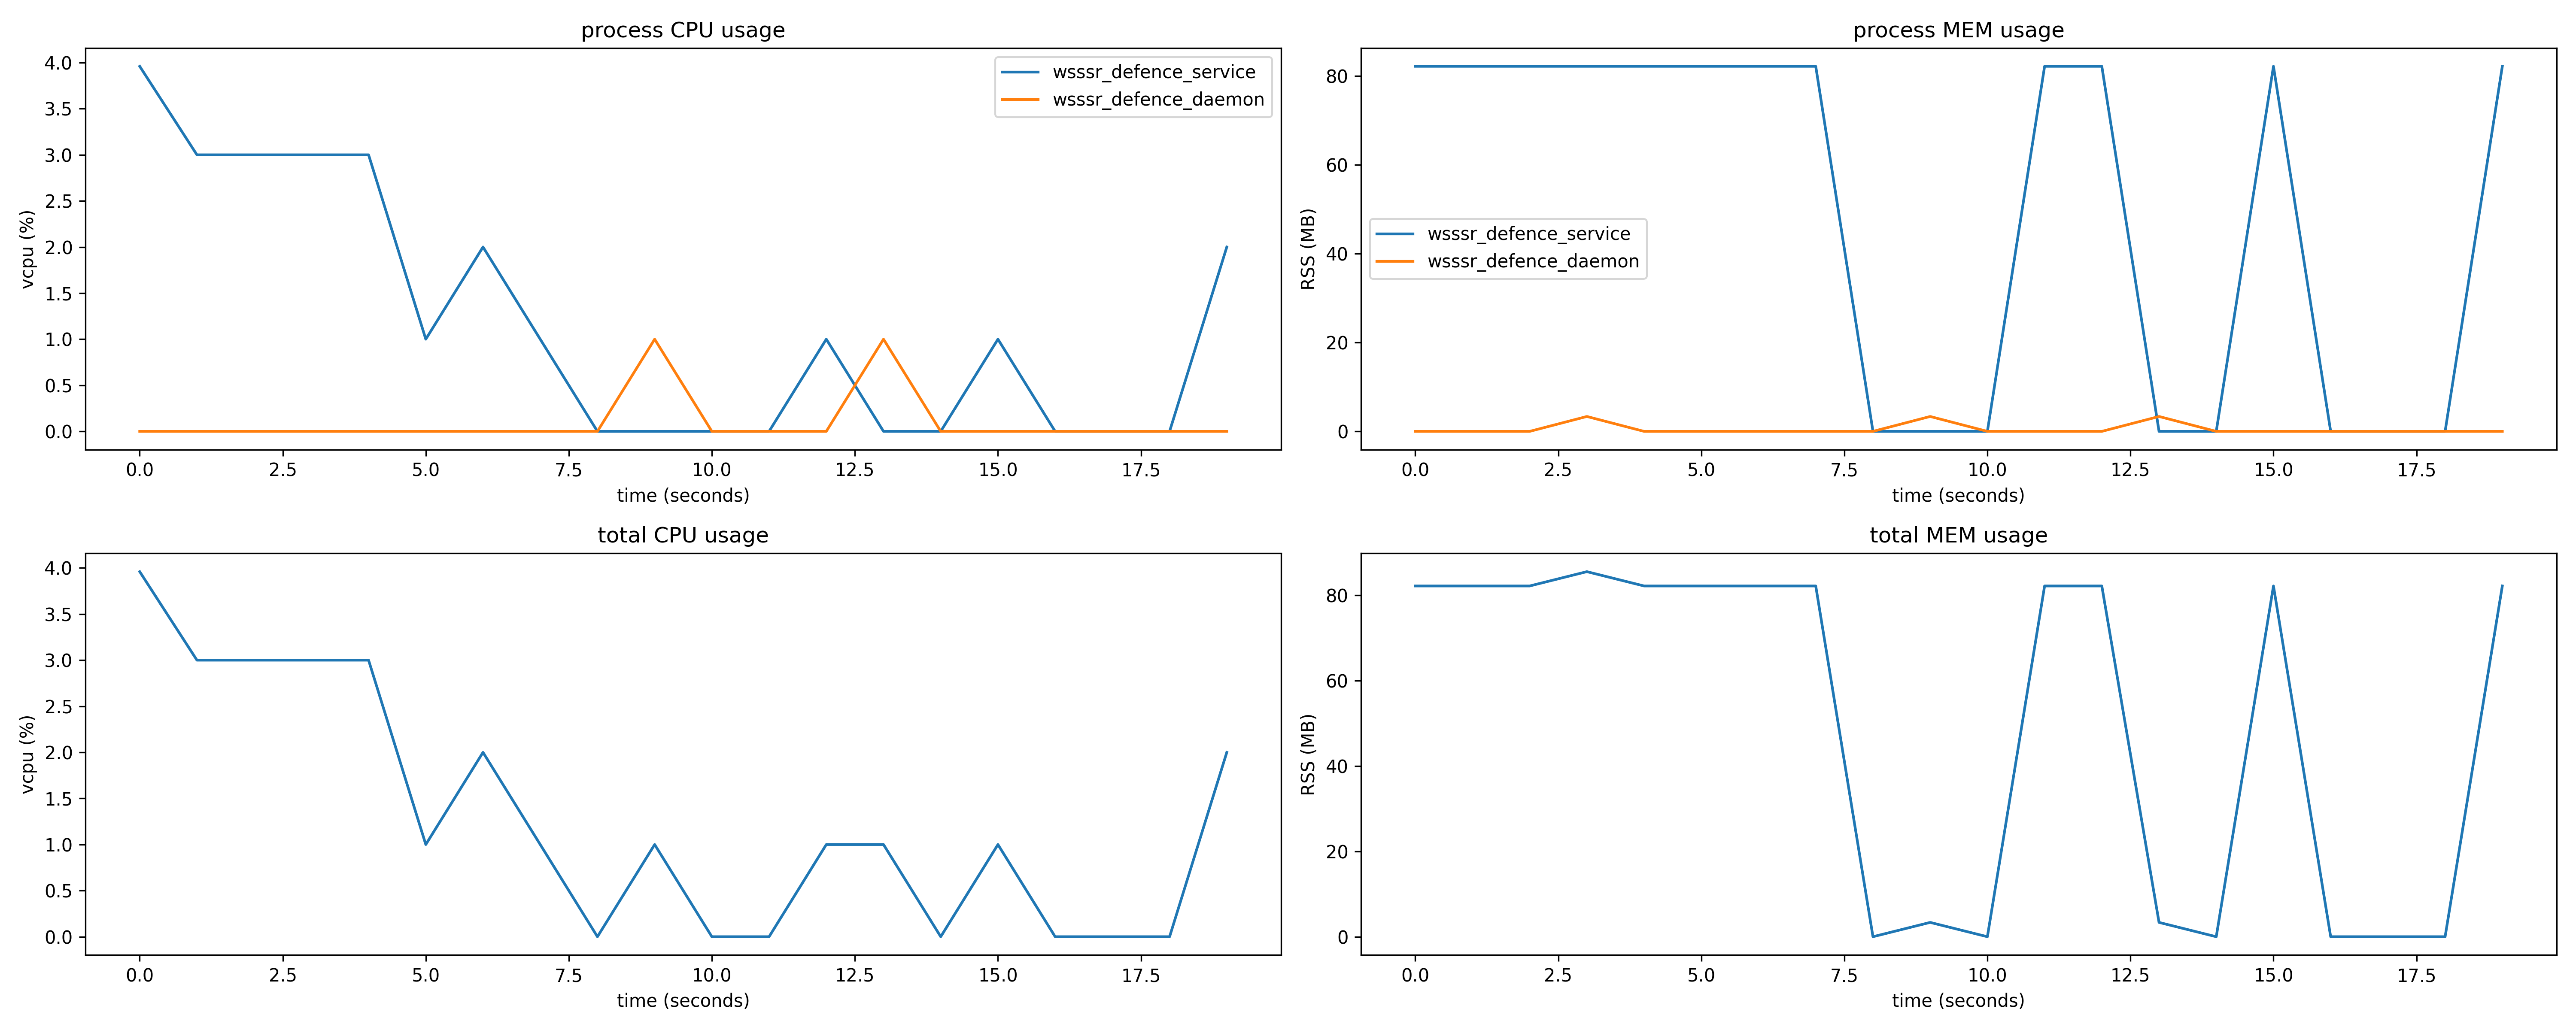 process CPU usage
4.0
3.5
3.0
2.5
2.0
1.5
1.0
0.5
0.0
vcpu (%)
wsssr_defence_service
wsssr_defence_daemon
0.0 2.5 5.0 7.5 10.0 12.5 15.0 17.5
time (seconds)
process MEM usage
80
60
40
20
0
RSS (MB)
wsssr_defence_service
wsssr_defence_daemon
0.0 2.5 5.0 7.5 10.0 12.5 15.0 17.5
time (seconds)
total CPU usage
4.0
3.5
3.0
2.5
2.0
1.5
1.0
0.5
0.0
vcpu (%)
0.0 2.5 5.0 7.5 10.0 12.5 15.0 17.5
time (seconds)
total MEM usage
80
60
40
20
0
RSS (MB)
0.0 2.5 5.0 7.5 10.0 12.5 15.0 17.5
time (seconds)